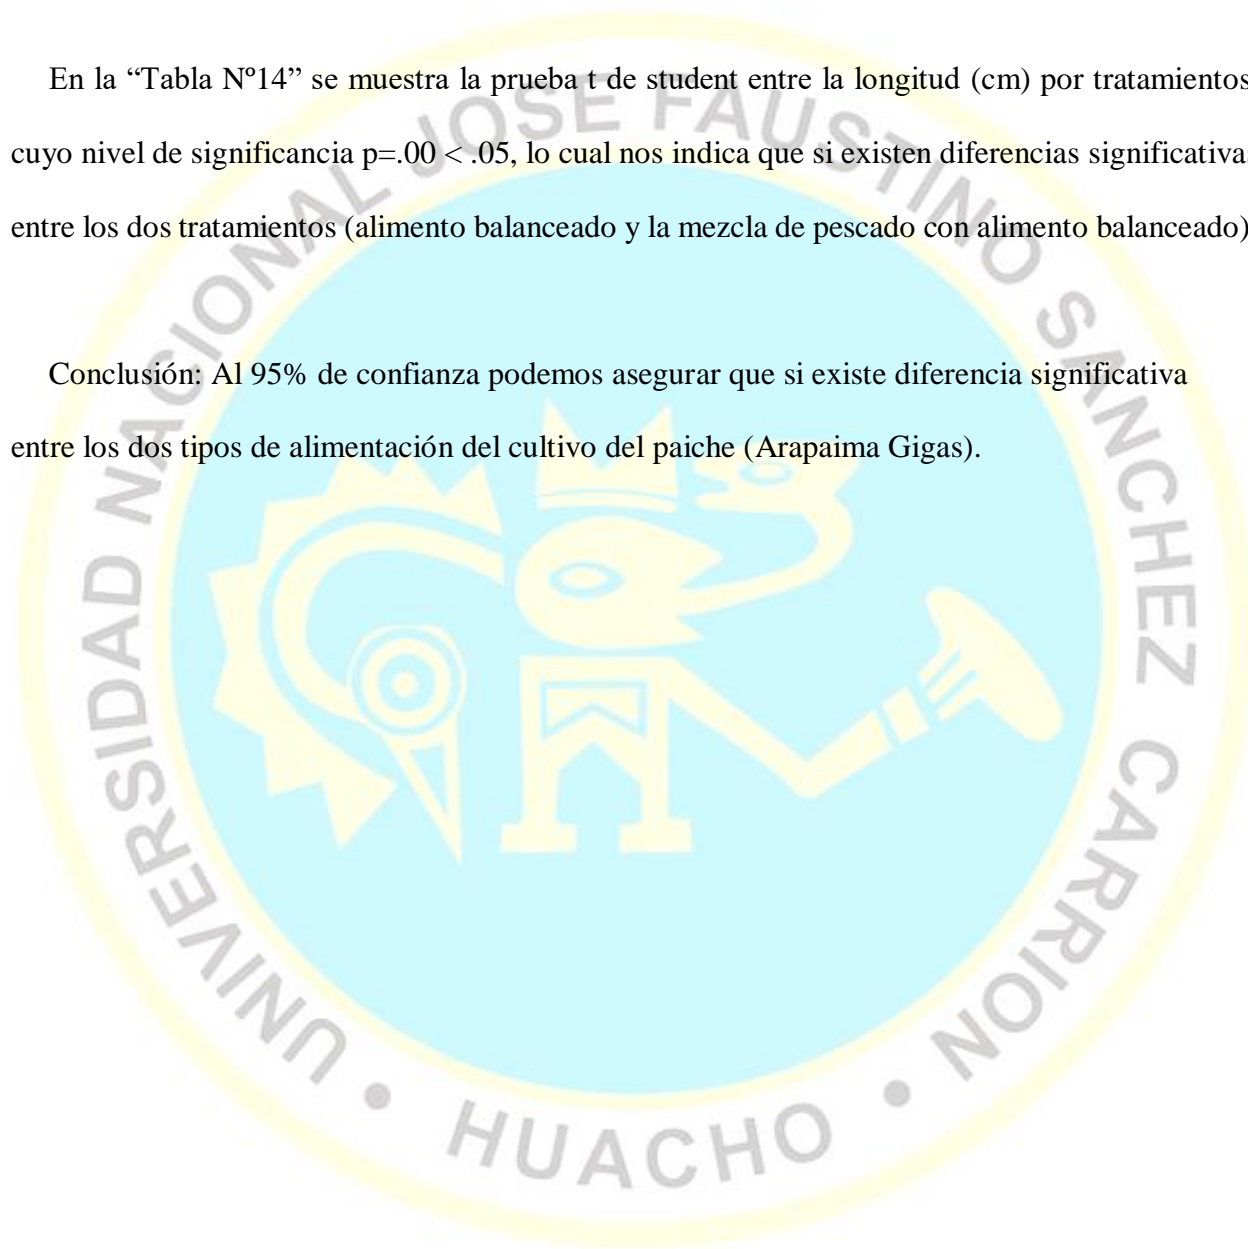 En la “Tabla Nº14” se muestra la prueba t de student entre la longitud (cm) por tratamientos
cuyo nivel de significancia p=.00 < .05, lo cual nos indica que si existen diferencias significativa
entre los dos tratamientos (alimento balanceado y la mezcla de pescado con alimento balanceado)
Conclusión: Al 95% de confianza podemos asegurar que si existe diferencia significativa
entre los dos tipos de alimentación del cultivo del paiche (Arapaima Gigas).
UNIVERSIDAD NACIONAL JOSE FAUSTINO SANCHEZ CARRION
• HUACHO •